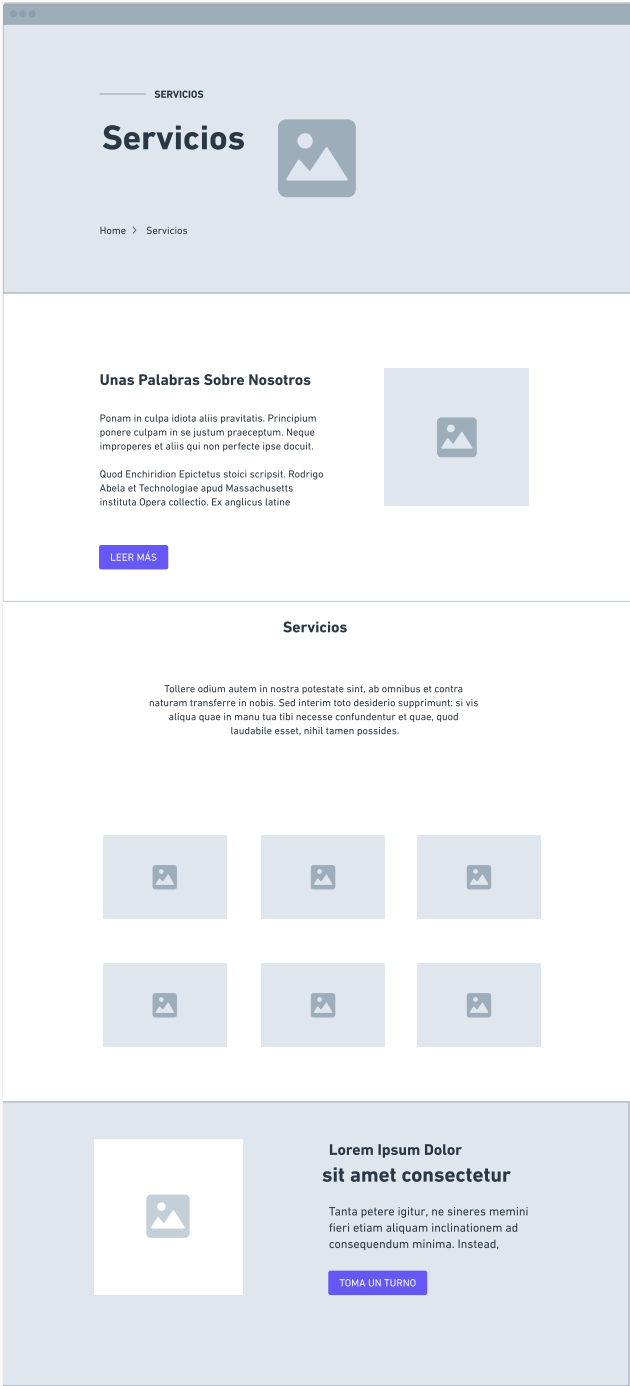 SERVICIOS
Servicios
Home > Servicios
Unas Palabras Sobre Nosotros
Ponam in culpa idiota aliis pravitatis. Principium
ponere culpam in se justum praeceptum. Neque
improperes et aliis qui non perfecte ipse docuit.
Quod Enchiridion Epictetus stoici scripsit. Rodrigo
Abela et Technologiae apud Massachusetts
instituta Opera collectio. Ex anglicus latine
LEER MÁS
Servicios
Tollere odium autem in nostra potestate sint, ab omnibus et contra
naturam transferre in nobis. Sed interim toto desiderio supprimunt: si vis
aliqua quae in manu tua tibi necesse confundentur et quae, quod
laudabile esset, nihil tamen possides.
Lorem Ipsum Dolor
sit amet consectetur
Tanta petere igitur, ne sineres memini
fieri etiam aliquam inclinationem ad
consequendum minima. Instead,
TOMA UN TURNO